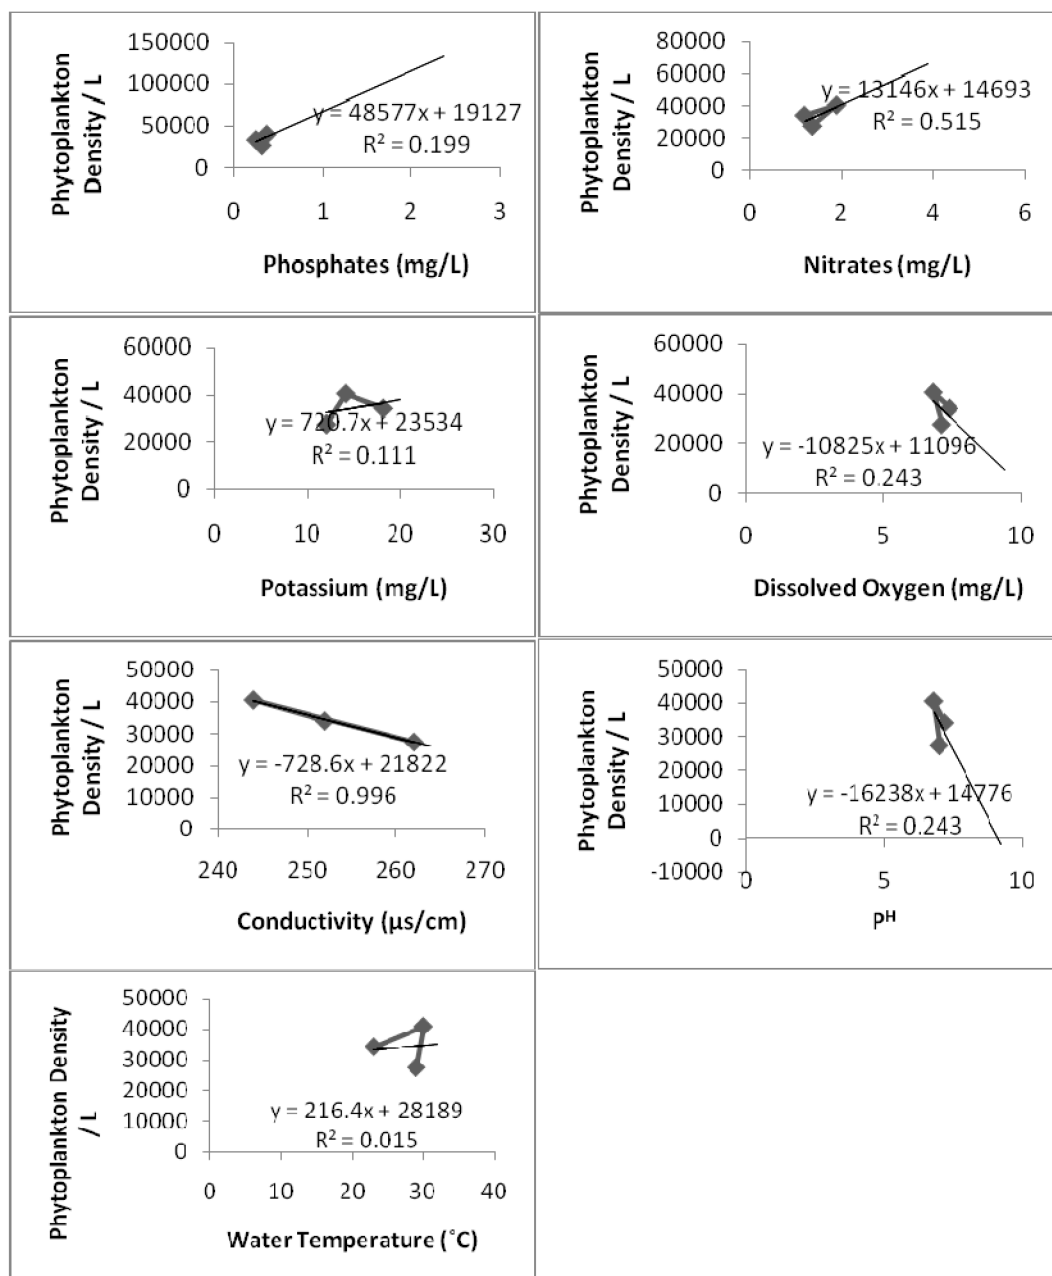 Phytoplankton
Density / L
150000
100000
50000
0
y = 48577x + 19127
R² = 0.199
0 1 2 3
Phosphates (mg/L)
Phytoplankton
Density / L
80000
60000
40000
20000
0
y = 13146x + 14693
R² = 0.515
0 2 4 6
Nitrates (mg/L)
Phytoplankton
Density / L
60000
40000
20000
0
y = 720.7x + 23534
R² = 0.111
0 10 20 30
Potassium (mg/L)
Phytoplankton
Density / L
60000
40000
20000
0
y = -10825x + 11096
R² = 0.243
0 5 10
Dissolved Oxygen (mg/L)
Phytoplankton
Density / L
50000
40000
30000
20000
10000
0
y = -728.6x + 21822
R² = 0.996
240 250 260 270
Conductivity (µs/cm)
Phytoplankton
Density / L
50000
40000
30000
20000
10000
0
-10000
y = -16238x + 14776
R² = 0.243
0 5 10
Pᴴ
Phytoplankton Density
/ L
50000
40000
30000
20000
10000
0
y = 216.4x + 28189
R² = 0.015
0 10 20 30 40
Water Temperature (˚C)